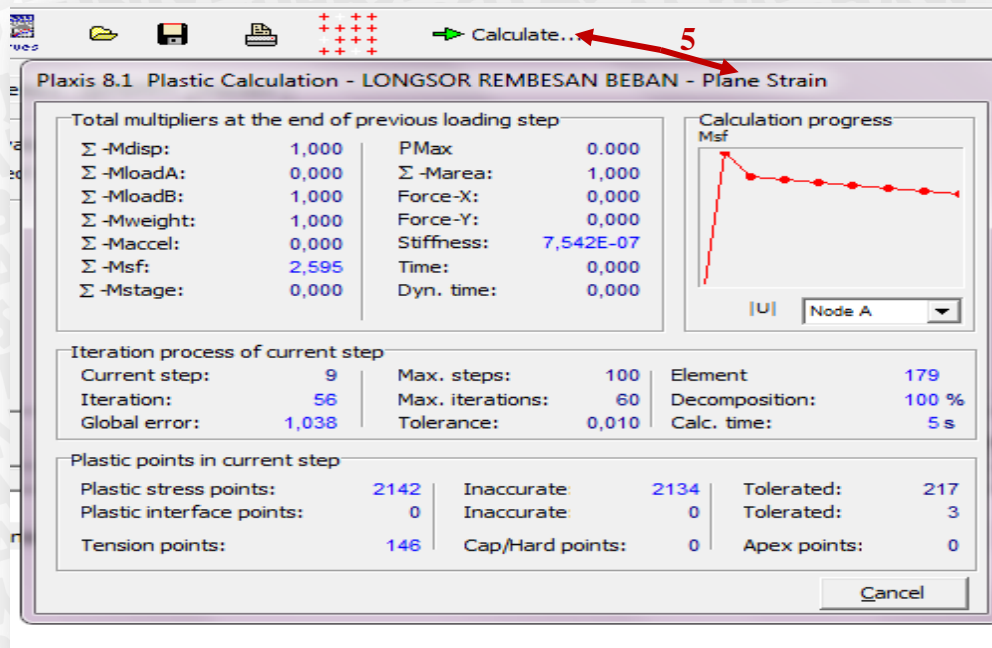 Calculate...
5
Plaxis 8.1 Plastic Calculation - LONGSOR REMBESAN BEBAN - Plane Strain
Total multipliers at the end of previous loading step
Σ -Mdisp: 1,000 PMax 0.000
Σ -MloadA: 0,000 Σ -Marea: 1,000
Σ -MloadB: 1,000 Force-X: 0,000
Σ -Mweight: 1,000 Force-Y: 0,000
Σ -Maccel: 0,000 Stiffness: 7,542E-07
Σ -Msf: 2,595 Time: 0,000
Σ -Mstage: 0,000 Dyn. time: 0,000
Calculation progress
Msf
|U| Node A
Iteration process of current step
Current step: 9 Max. steps: 100 Element 179
Iteration: 56 Max. iterations: 60 Decomposition: 100 %
Global error: 1,038 Tolerance: 0,010 Calc. time: 5 s
Plastic points in current step
Plastic stress points: 2142 Inaccurate: 2134 Tolerated: 217
Plastic interface points: 0 Inaccurate: 0 Tolerated: 3
Tension points: 146 Cap/Hard points: 0 Apex points: 0
Cancel